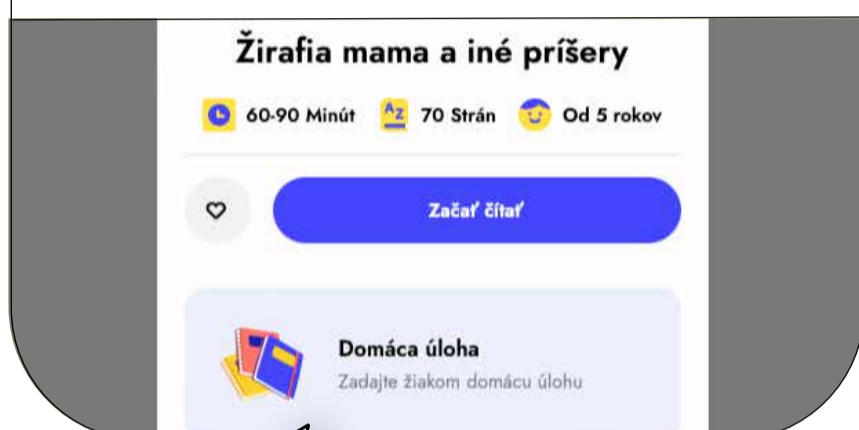 Žirafia mama a iné príšery
60-90 Minút 70 Strán Od 5 rokov
Začať čítať
Domáca úloha
Zadajte žiakom domácu úlohu